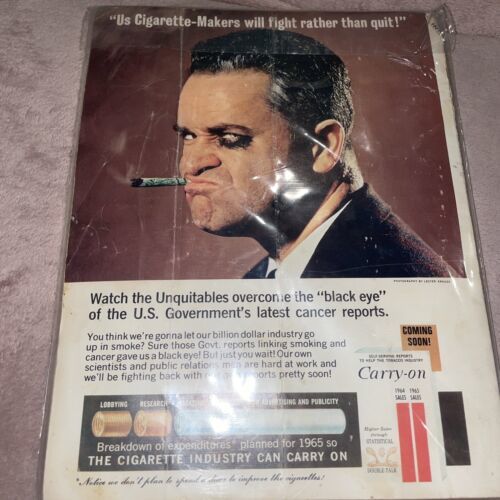 "Us Cigarette-Makers will fight rather than quit!"
PHOTOGRAPHY BY LESTER KRAUSS
Watch the Unquitables overcome the "black eye"
of the U.S. Government's latest cancer reports.
You think we're gonna let our billion dollar industry go
up in smoke? Sure those Govt. reports linking smoking and
cancer gave us a black eye! But just you wait! Our own
scientists and public relations men are hard at work and
we'll be fighting back with our own reports pretty soon!
LOBBYING RESEARCH ADVERTISING AND PUBLICITY
Breakdown of expenditures* planned for 1965 so
THE CIGARETTE INDUSTRY CAN CARRY ON
*Notice we don't plan to spend a dime to improve the cigarettes!
COMING
SOON!
SELF-SERVING REPORTS
TO HELP THE TOBACCO INDUSTRY
Carry-on
1964 1965
SALES SALES
Higher Sales
through
STATISTICAL
DOUBLE TALK